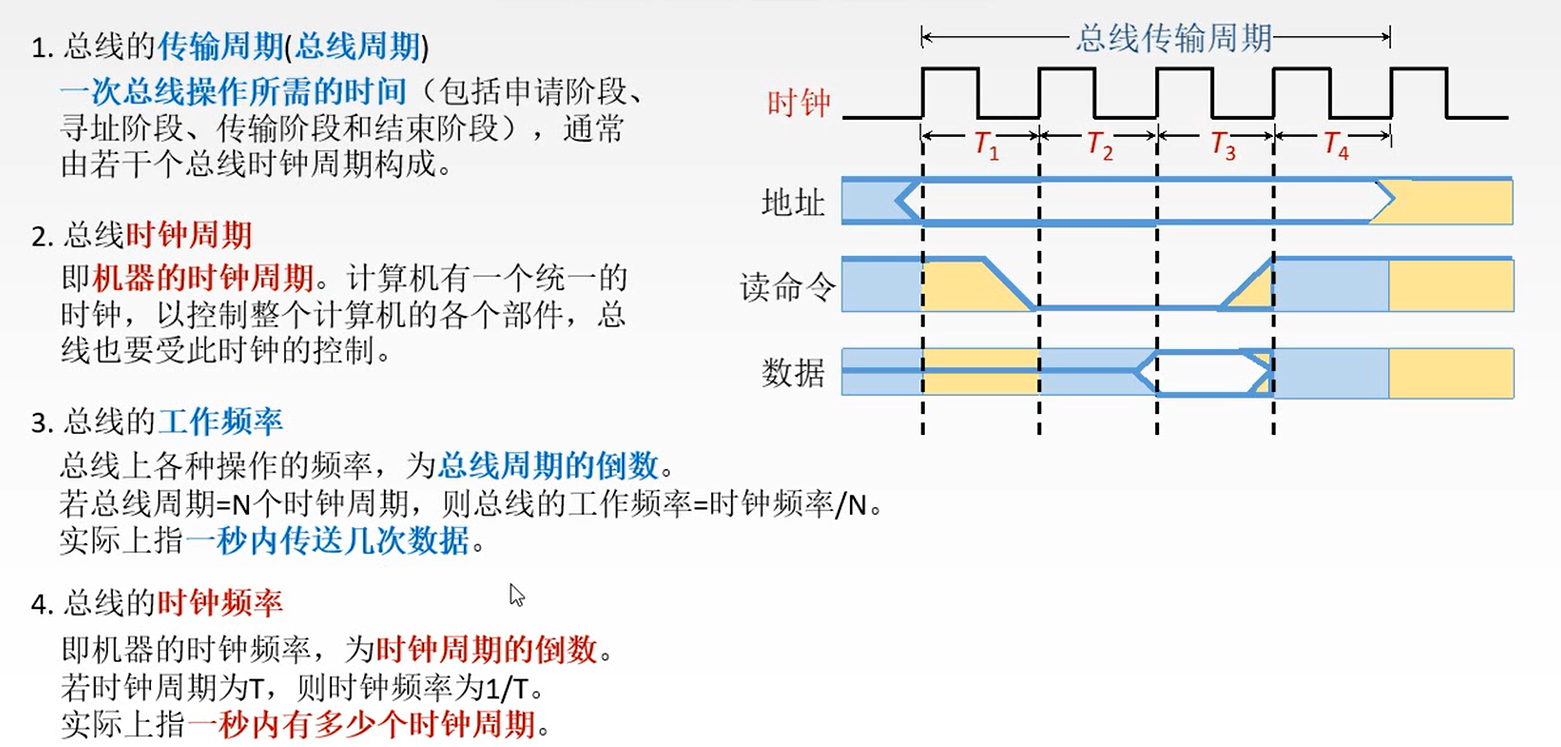 1. 总线的传输周期(总线周期)
一次总线操作所需的时间（包括申请阶段、
寻址阶段、传输阶段和结束阶段），通常
由若干个总线时钟周期构成。
2. 总线时钟周期
即机器的时钟周期。计算机有一个统一的
时钟，以控制整个计算机的各个部件，总
线也要受此时钟的控制。
3. 总线的工作频率
总线上各种操作的频率，为总线周期的倒数。
若总线周期=N个时钟周期，则总线的工作频率=时钟频率/N。
实际上指一秒内传送几次数据。
4. 总线的时钟频率
即机器的时钟频率，为时钟周期的倒数。
若时钟周期为T，则时钟频率为1/T。
实际上指一秒内有多少个时钟周期。
总线传输周期
时钟
T1 T2 T3 T4
地址
读命令
数据